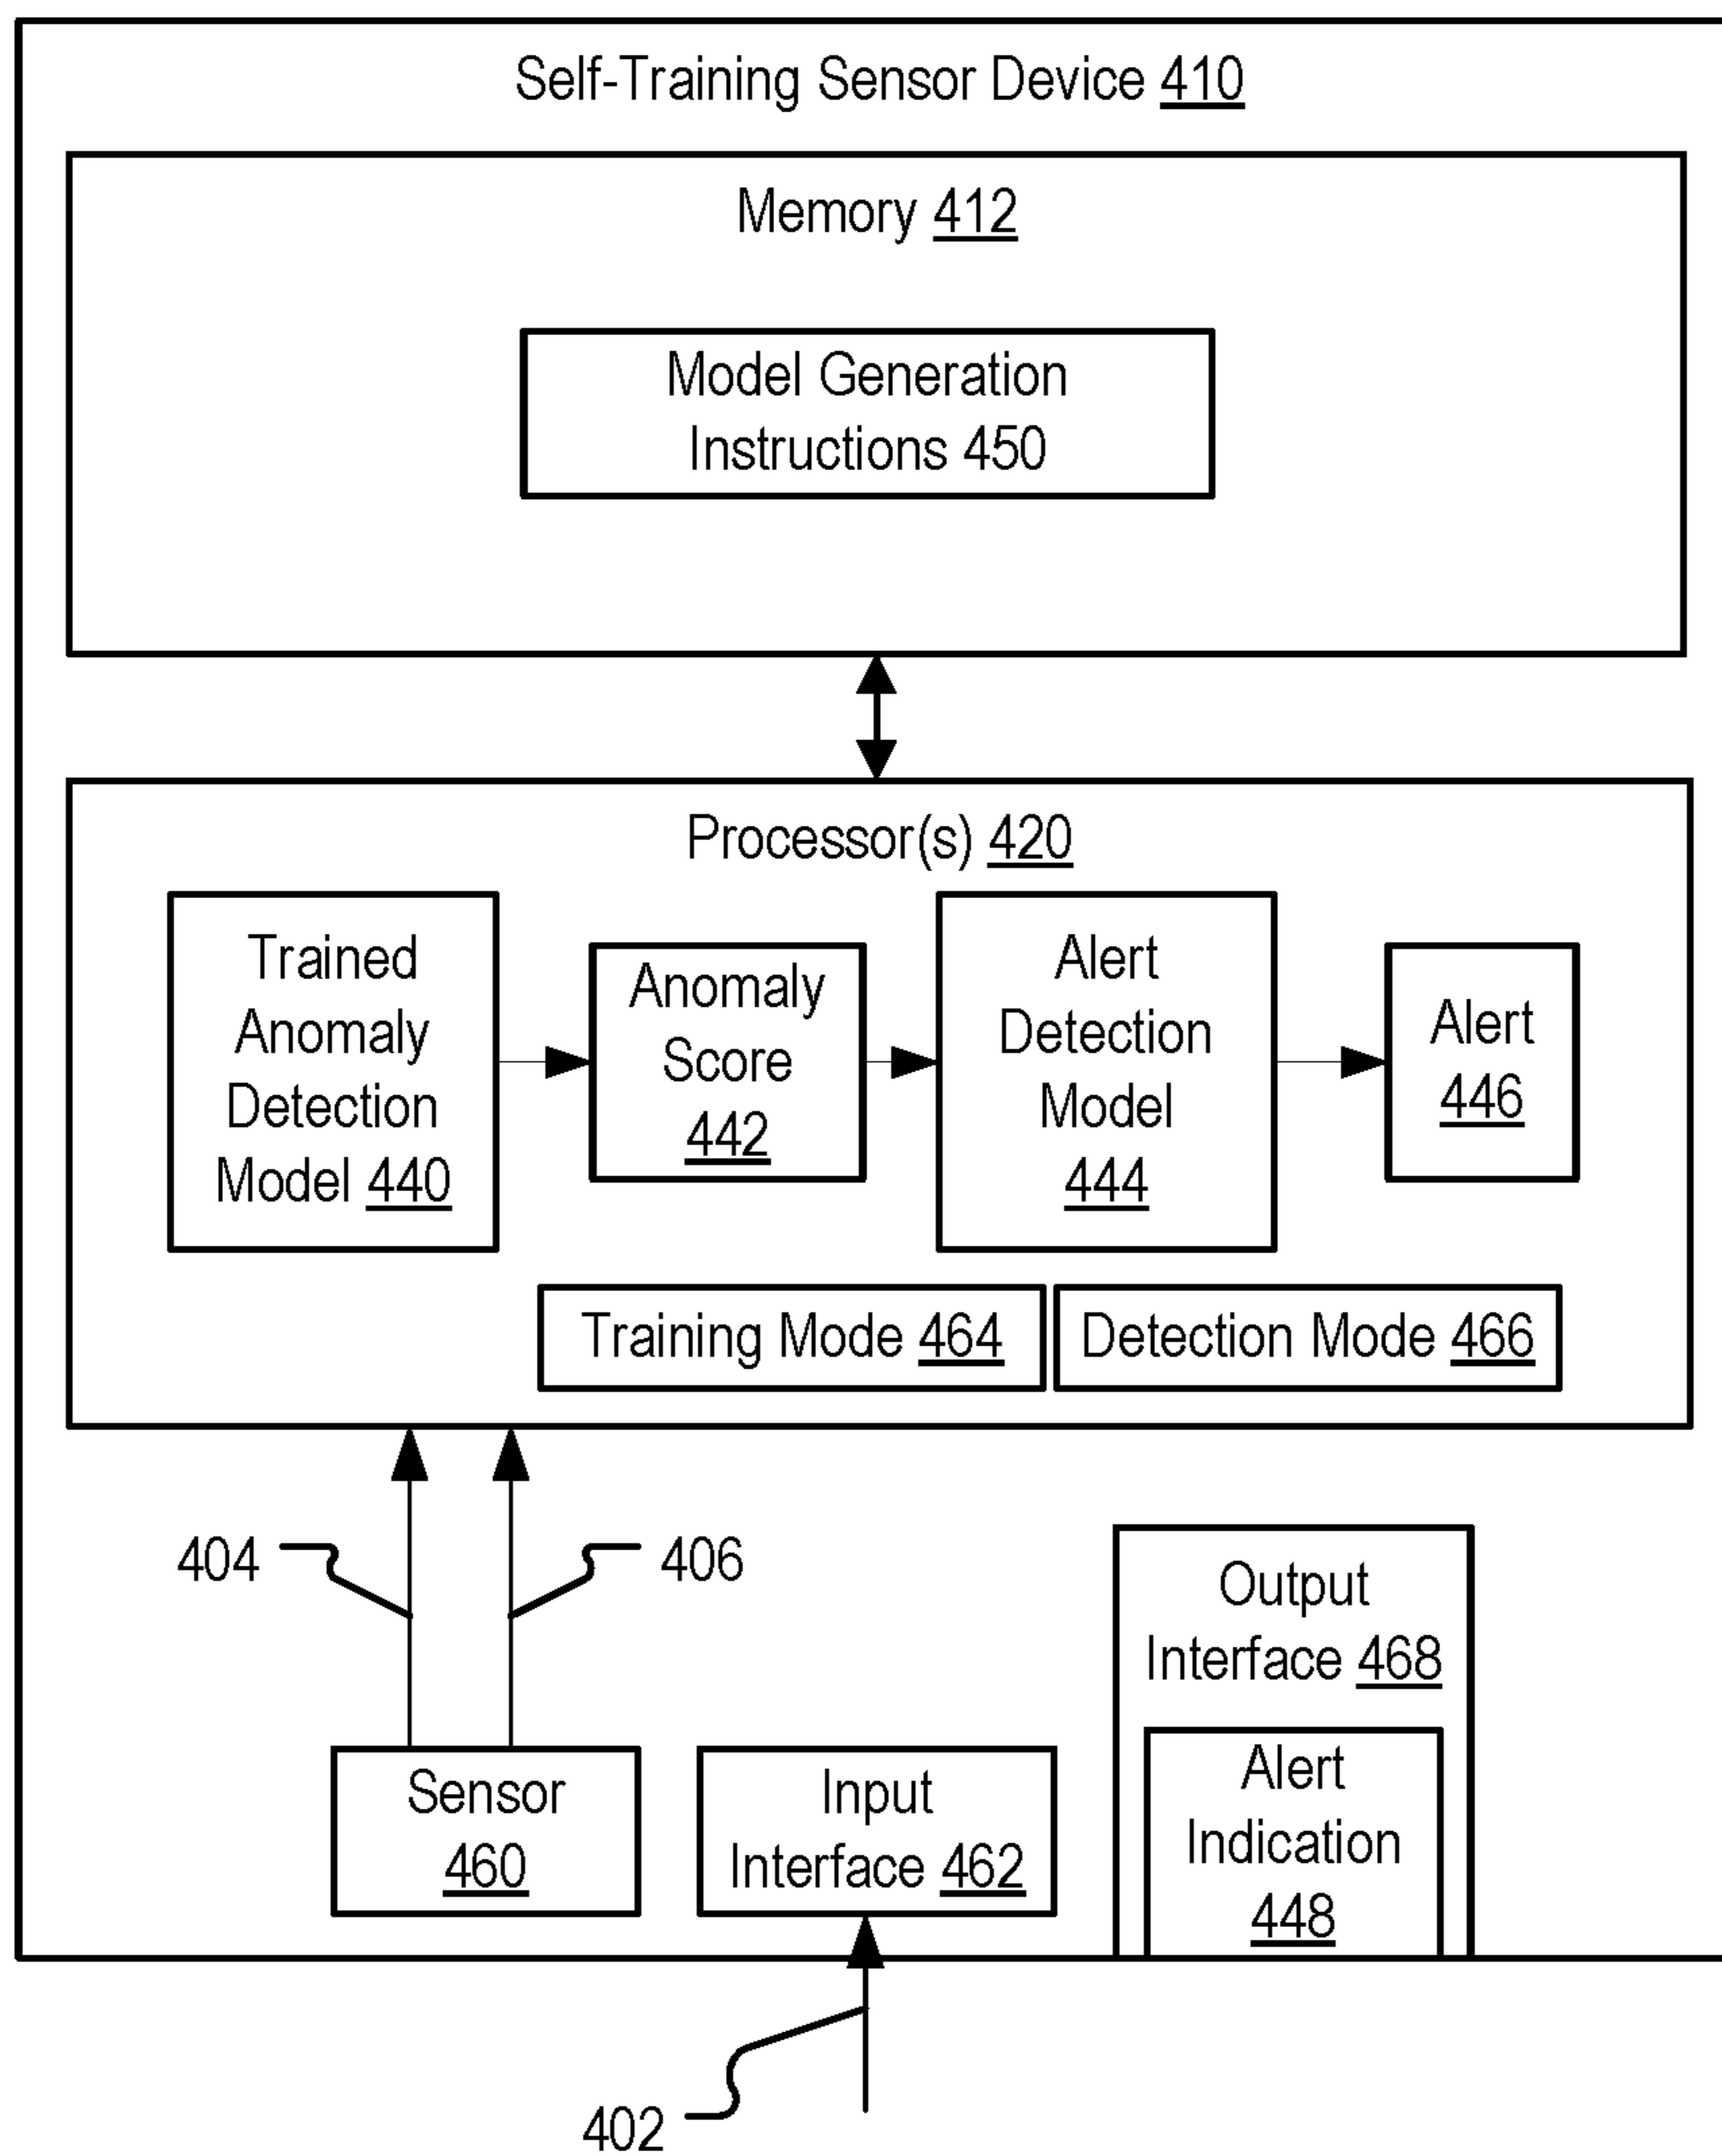 Self-Training Sensor Device 410
Memory 412
Model Generation
Instructions 450
Processor(s) 420
Trained
Anomaly
Detection
Model 440
Anomaly
Score
442
Alert
Detection
Model
444
Alert
446
Training Mode 464
Detection Mode 466
404
406
Sensor
460
Input
Interface 462
Output
Interface 468
Alert
Indication
448
402